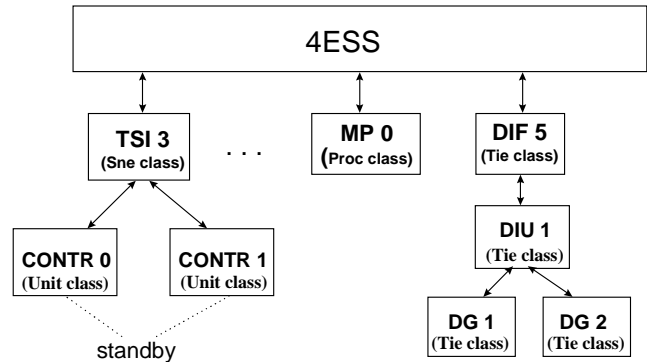 4ESS
TSI 3
(Sne class)
. . .
MP 0
(Proc class)
DIF 5
(Tie class)
DIU 1
(Tie class)
CONTR 0
(Unit class)
CONTR 1
(Unit class)
DG 1
(Tie class)
DG 2
(Tie class)
standby